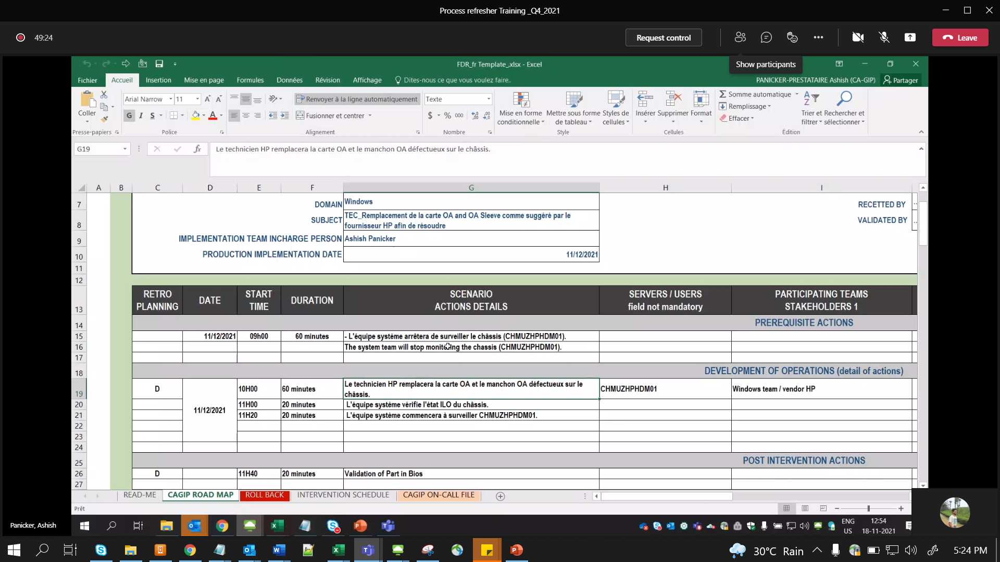 Process refresher Training _Q4_2021
49:24
Request control
Leave
FDR_fr Template_.xlsx - Excel
Show participants
Fichier Accueil Insertion Mise en page Formules Données Révision Affichage Dites-nous ce que vous voulez faire.. PANICKER-PRESTATAIRE Ashish (CA-GIP) Partager
Coller
Arial Narrow 11
G I S
Renvoyer à la ligne automatiquement
Fusionner et centrer
Texte
$ % 000
Mise en forme conditionnelle
Mettre sous forme de tableau
Styles de cellules
Insérer Supprimer Format
Somme automatique
Remplissage
Effacer
Trier et filtrer
Rechercher et sélectionner
Presse-papiers Police Alignement Nombre Style Cellules Édition
G19 fx Le technicien HP remplacera la carte OA et le manchon OA défectueux sur le châssis.
A B C D E F G H I
7 DOMAIN Windows RECETTED BY ..
8 SUBJECT TEC_Remplacement de la carte OA and OA Sleeve comme suggéré par le VALIDATED BY ..
fournisseur HP afin de résoudre
9 IMPLEMENTATION TEAM INCHARGE PERSON Ashish Panicker
10 PRODUCTION IMPLEMENTATION DATE 11/12/2021
11
12
13 RETRO PLANNING DATE START TIME DURATION SCENARIO ACTIONS DETAILS SERVERS / USERS field not mandatory PARTICIPATING TEAMS STAKEHOLDERS 1
14 PREREQUISITE ACTIONS
15 11/12/2021 09h00 60 minutes - L'équipe système arrêtera de surveiller le châssis (CHMUZHPHDM01).
16 The system team will stop monitoring the chassis (CHMUZHPHDM01).
17
18 DEVELOPMENT OF OPERATIONS (detail of actions)
19 D 10H00 60 minutes Le technicien HP remplacera la carte OA et le manchon OA défectueux sur le châssis. CHMUZHPHDM01 Windows team / vendor HP
20 11H00 20 minutes L'équipe système vérifie l'état ILO du châssis.
11/12/2021
21 11H20 20 minutes L'équipe système commencera à surveiller CHMUZHPHDM01.
22
23
24
25 POST INTERVENTION ACTIONS
26 D 11H40 20 minutes Validation of Part in Bios
27
READ-ME CAGIP ROAD MAP ROLL BACK INTERVENTION SCHEDULE CAGIP ON-CALL FILE
Prêt
Panicker, Ashish
ENG US
12:54
18-11-2021
30°C Rain
5:24 PM